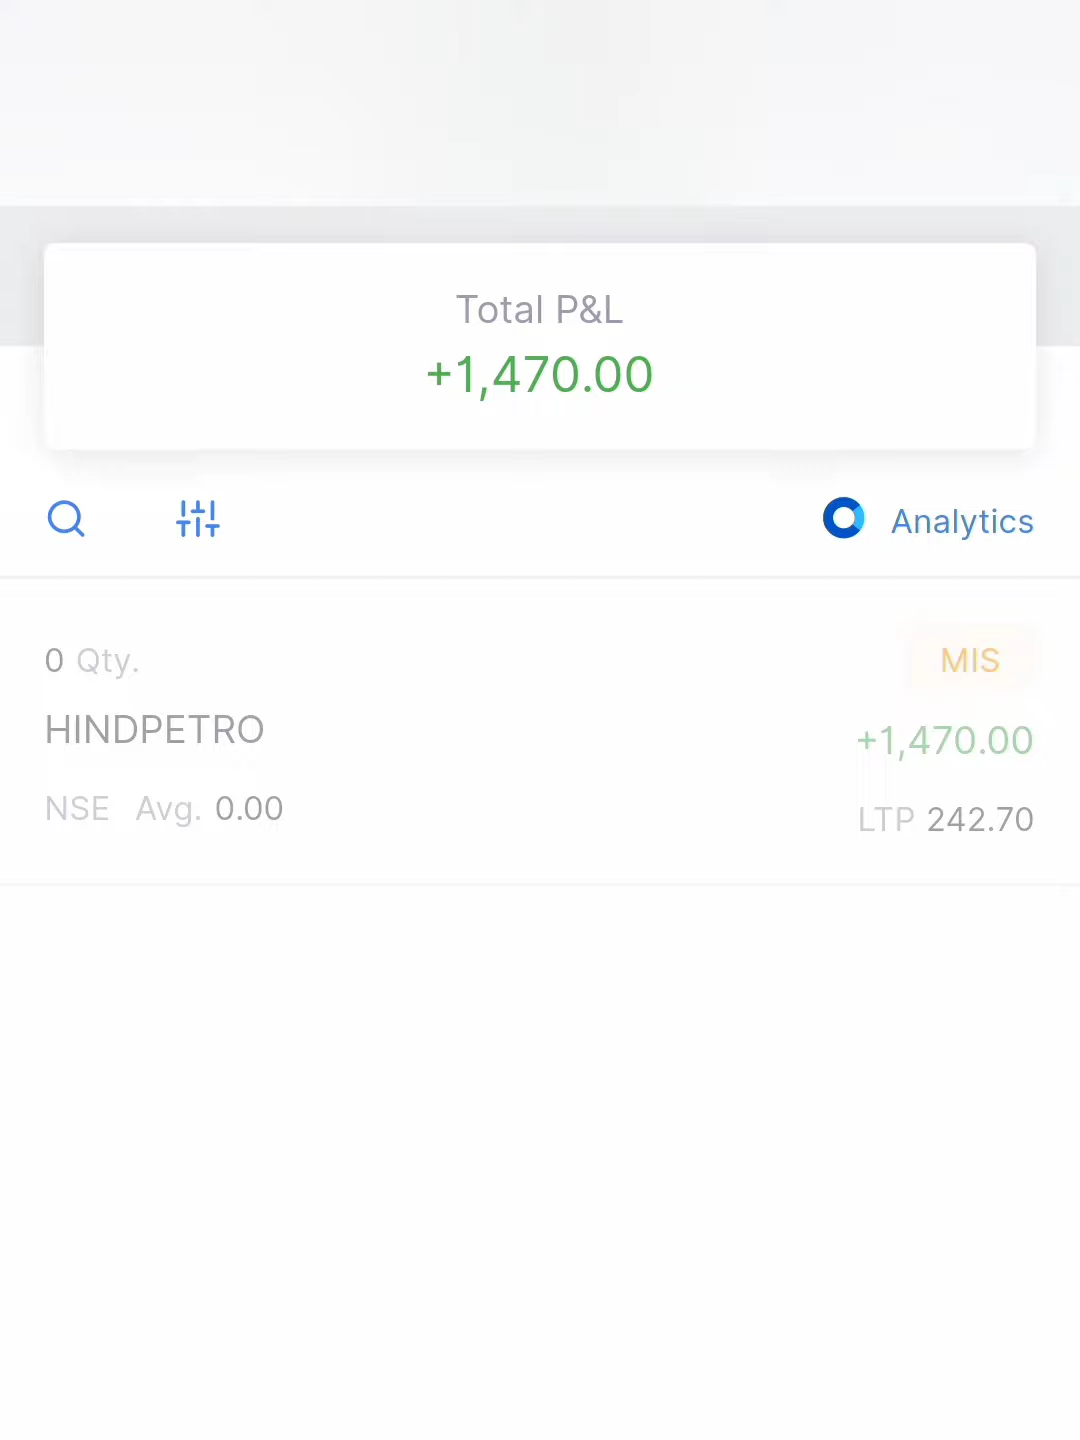 Total P&L
+1,470.00
Analytics
0 Qty.
MIS
HINDPETRO
+1,470.00
NSE Avg. 0.00
LTP 242.70